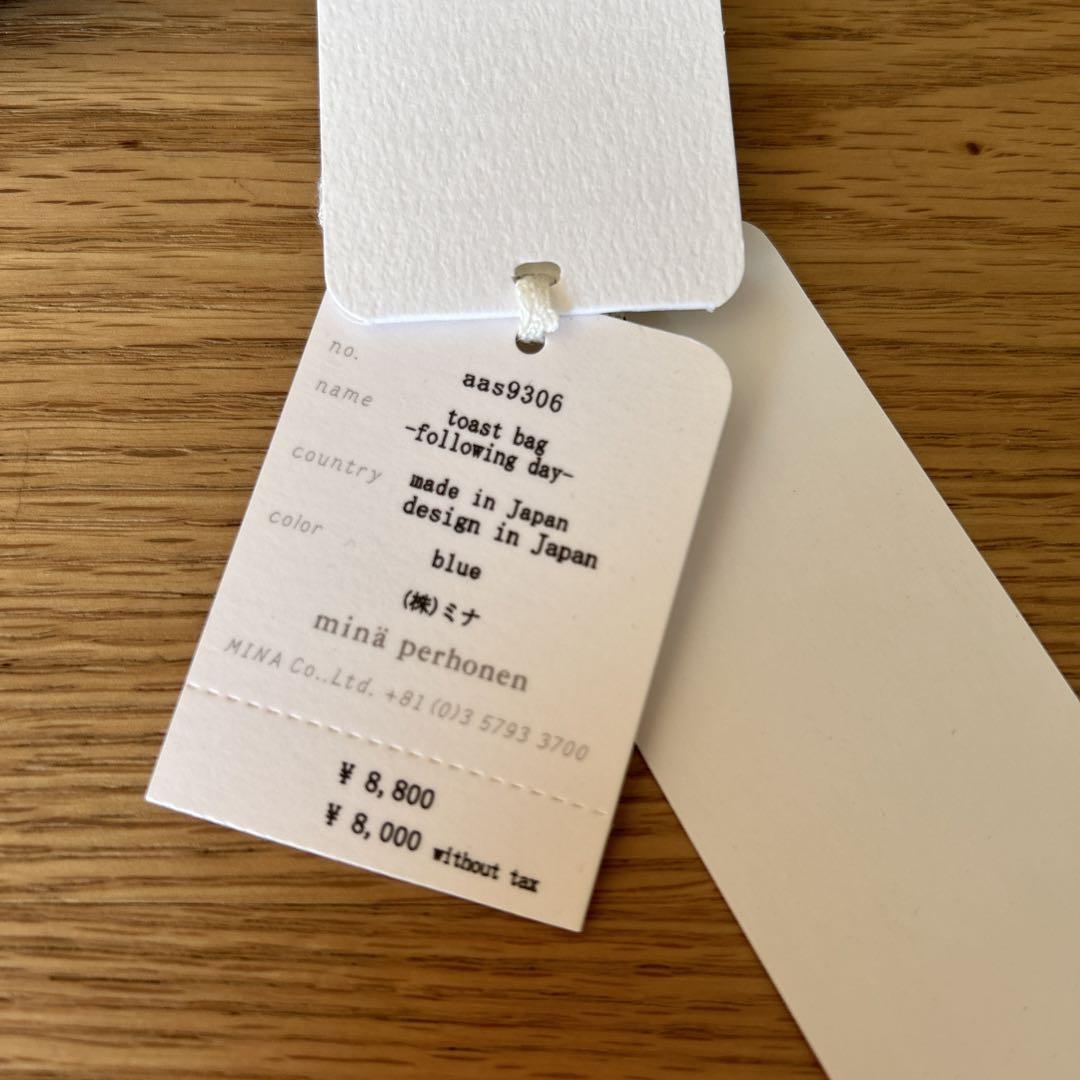 no. aas9306
name toast bag
-following day-
country made in Japan
design in Japan
color blue
(株)ミナ
minä perhonen
MINA Co.,Ltd. +81 (0)3 5793 3700
¥ 8,800
¥ 8,000 without tax